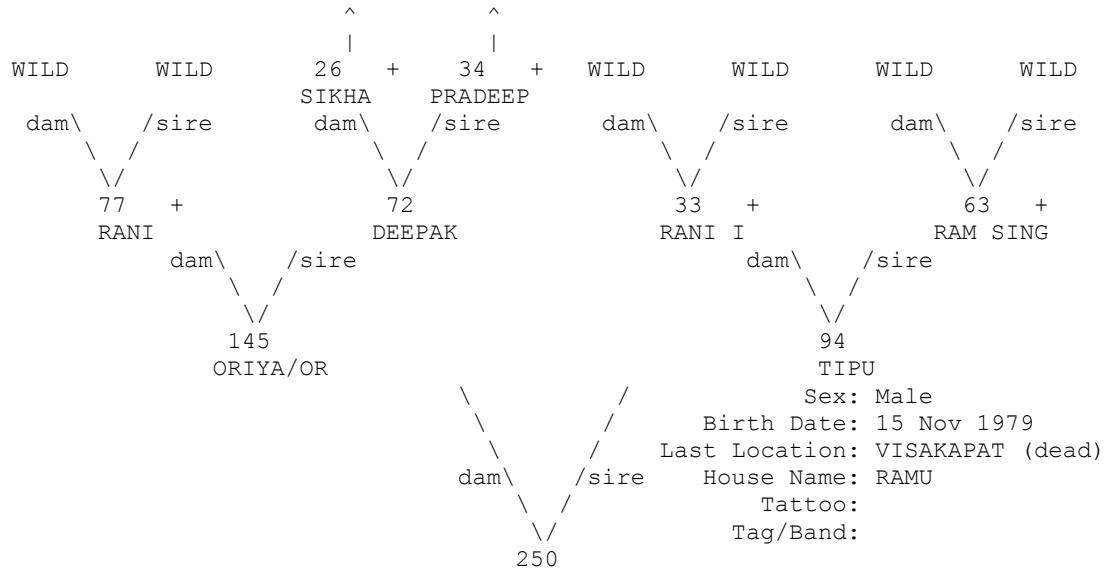 ^ ^
| |
WILD WILD 26 + 34 + WILD WILD WILD WILD
SIKHA PRADEEP
dam\ /sire dam\ /sire dam\ /sire dam\ /sire
\ / \ / \ / \ /
\/ \/ \/ \/
77 + 72 33 + 63 +
RANI DEEPAK RANI I RAM SING
dam\ /sire dam\ /sire
\ / \ /
\/ \/
145 94
ORIYA/OR TIPU
\ / Sex: Male
\ / Birth Date: 15 Nov 1979
\ / Last Location: VISAKAPAT (dead)
dam\ /sire House Name: RAMU
\ / Tattoo:
\/ Tag/Band:
250